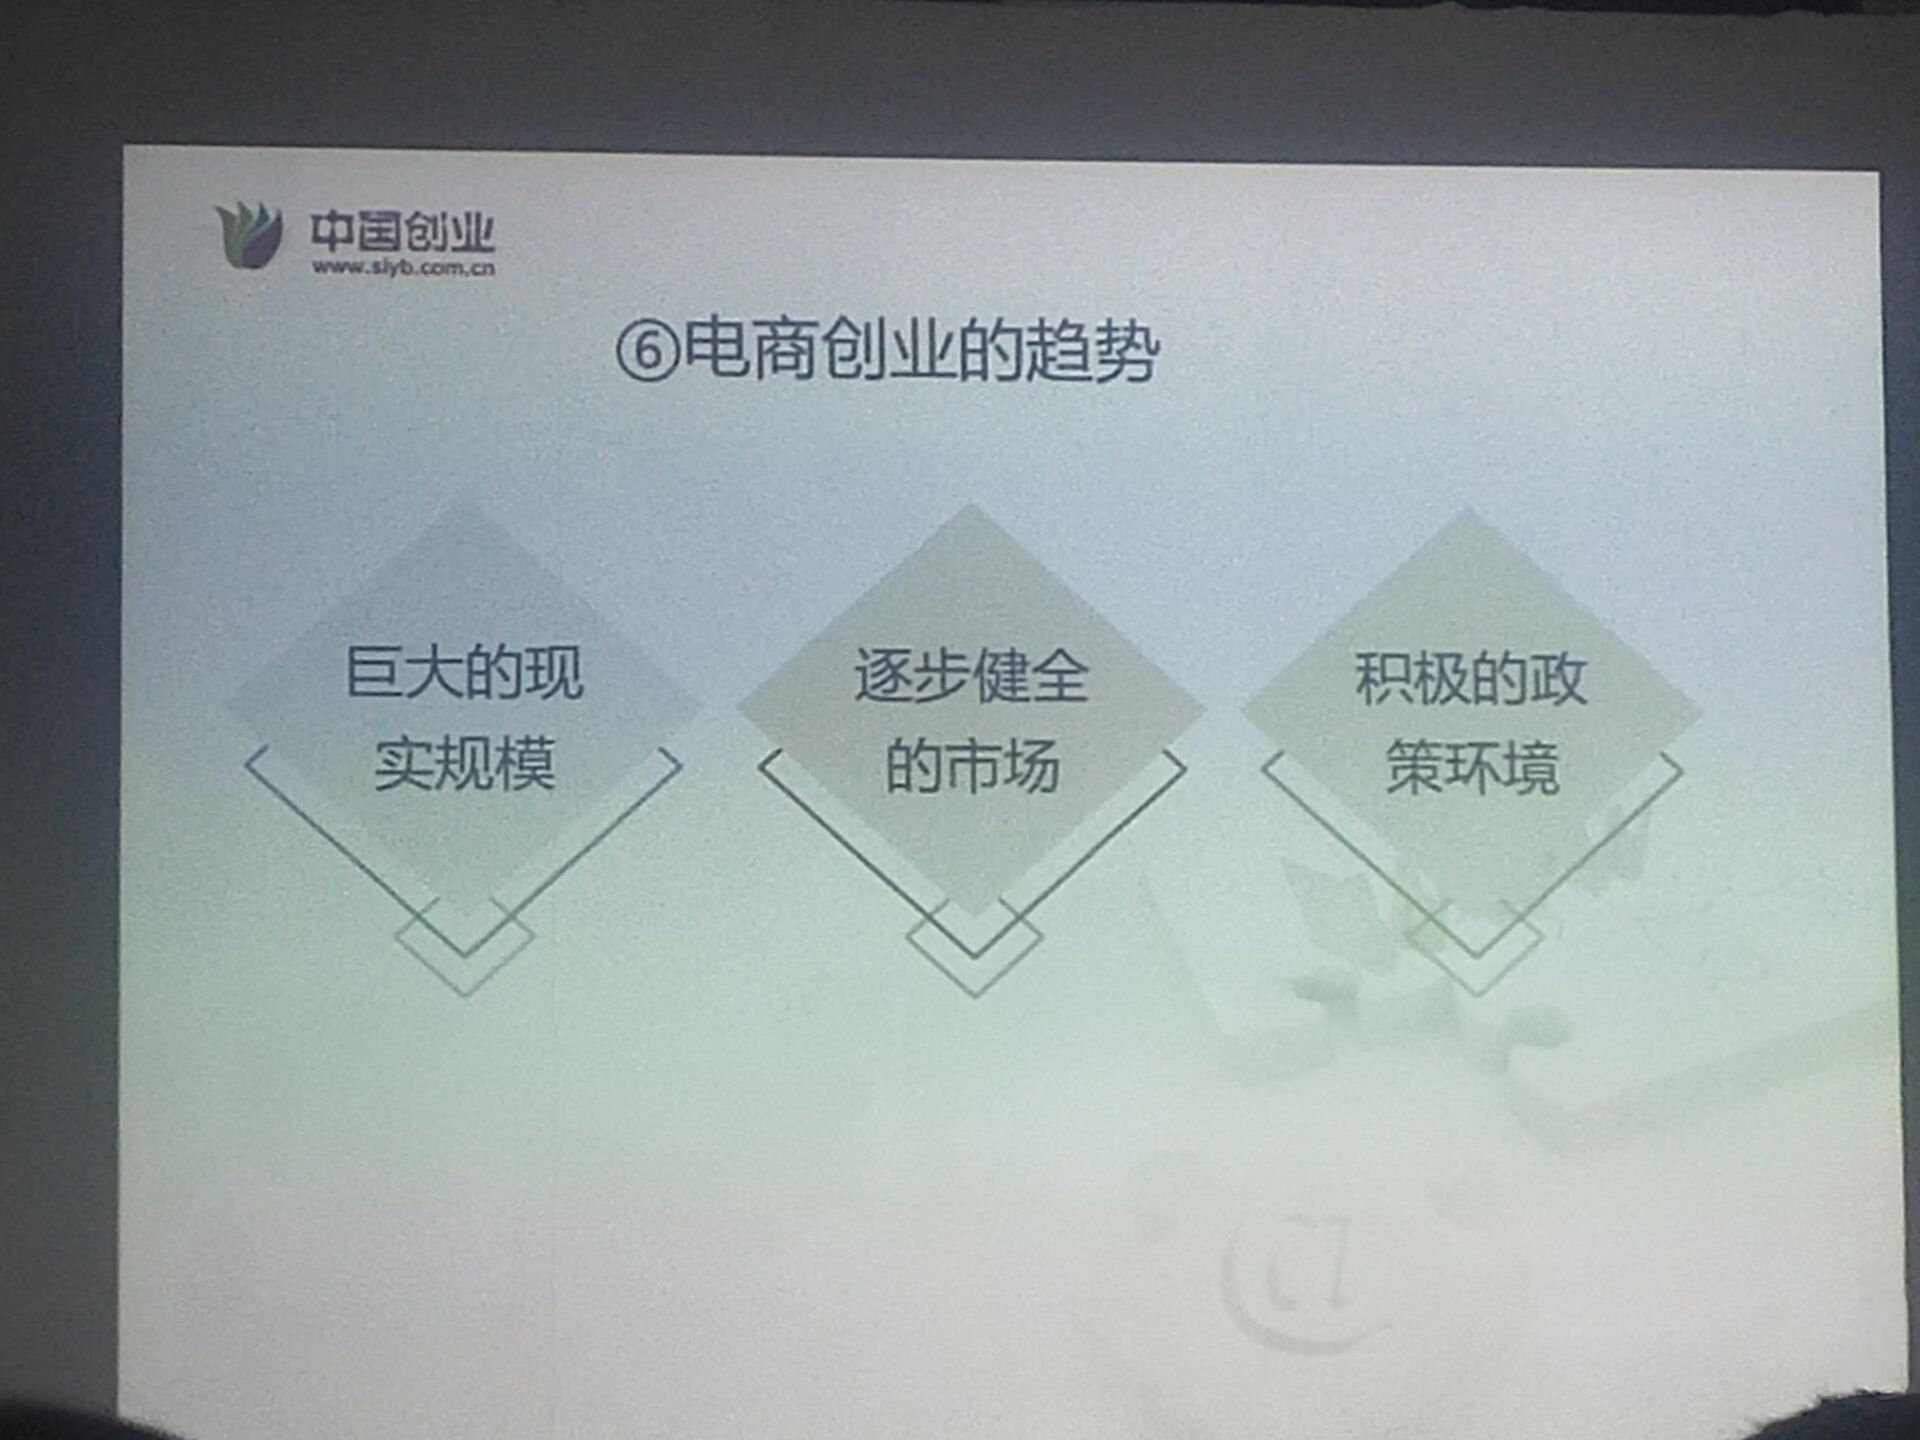 中国创业
www.siyb.com.cn
⑥电商创业的趋势
巨大的现
实规模
逐步健全
的市场
积极的政
策环境
@